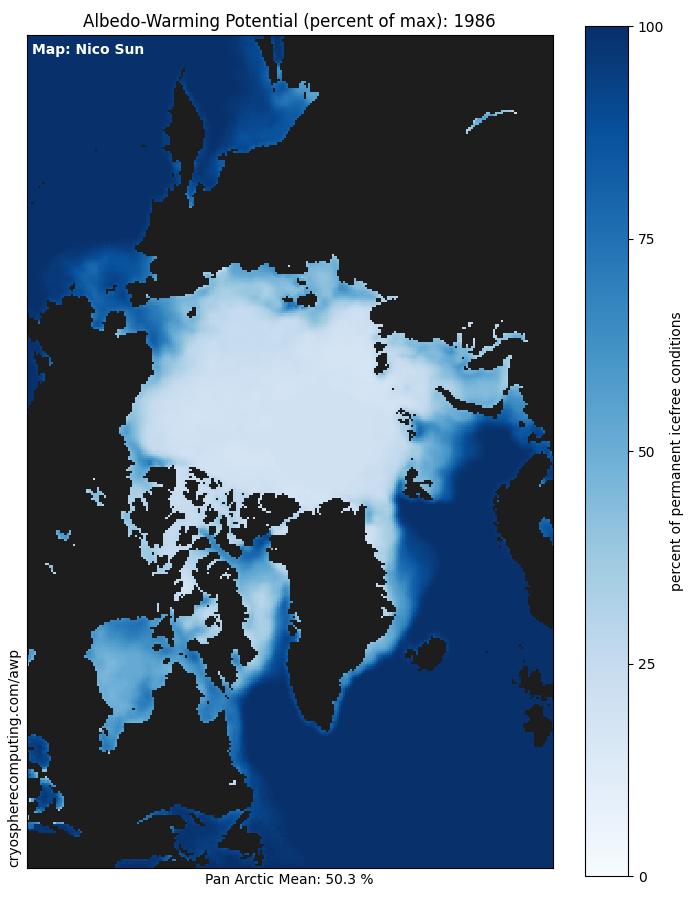 Albedo-Warming Potential (percent of max): 1986
Map: Nico Sun
100
75
50
25
0
percent of permanent icefree conditions
cryospherecomputing.com/awp
Pan Arctic Mean: 50.3 %